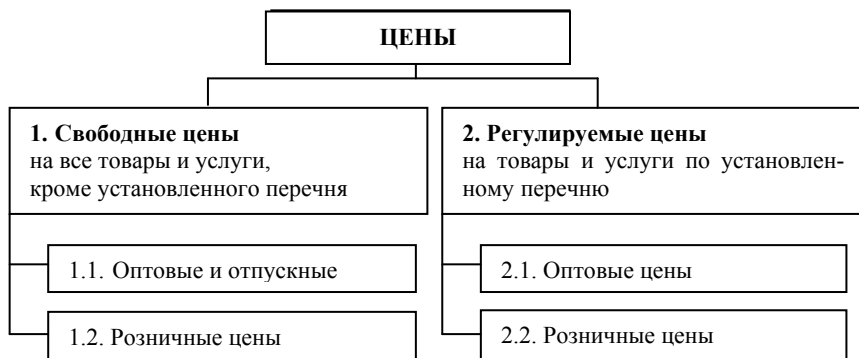 ЦЕНЫ
1. Свободные цены
на все товары и услуги,
кроме установленного перечня
1.1. Оптовые и отпускные
1.2. Розничные цены
2. Регулируемые цены
на товары и услуги по установлен-
ному перечню
2.1. Оптовые цены
2.2. Розничные цены